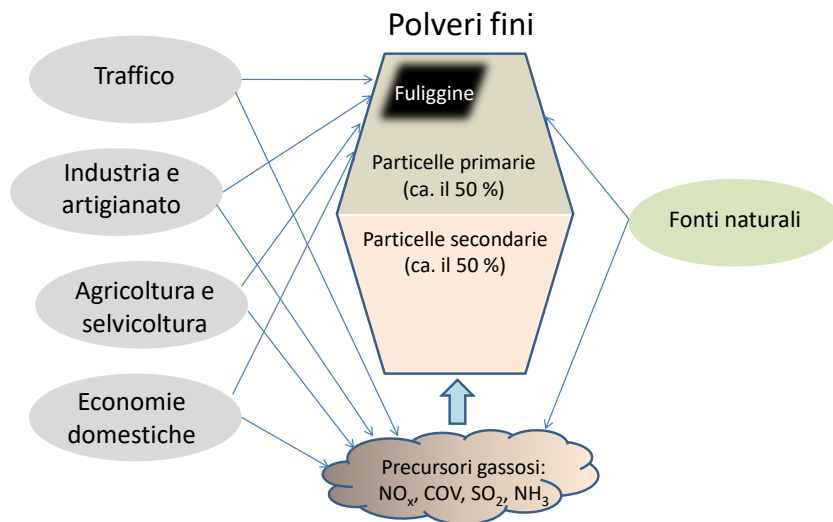 Polveri fini
Traffico
Fuliggine
Industria e
artigianato
Particelle primarie
(ca. il 50 %)
Fonti naturali
Particelle secondarie
(ca. il 50 %)
Agricoltura e
selvicoltura
Economie
domestiche
Precursori gassosi:
NOₓ, COV, SO₂, NH₃